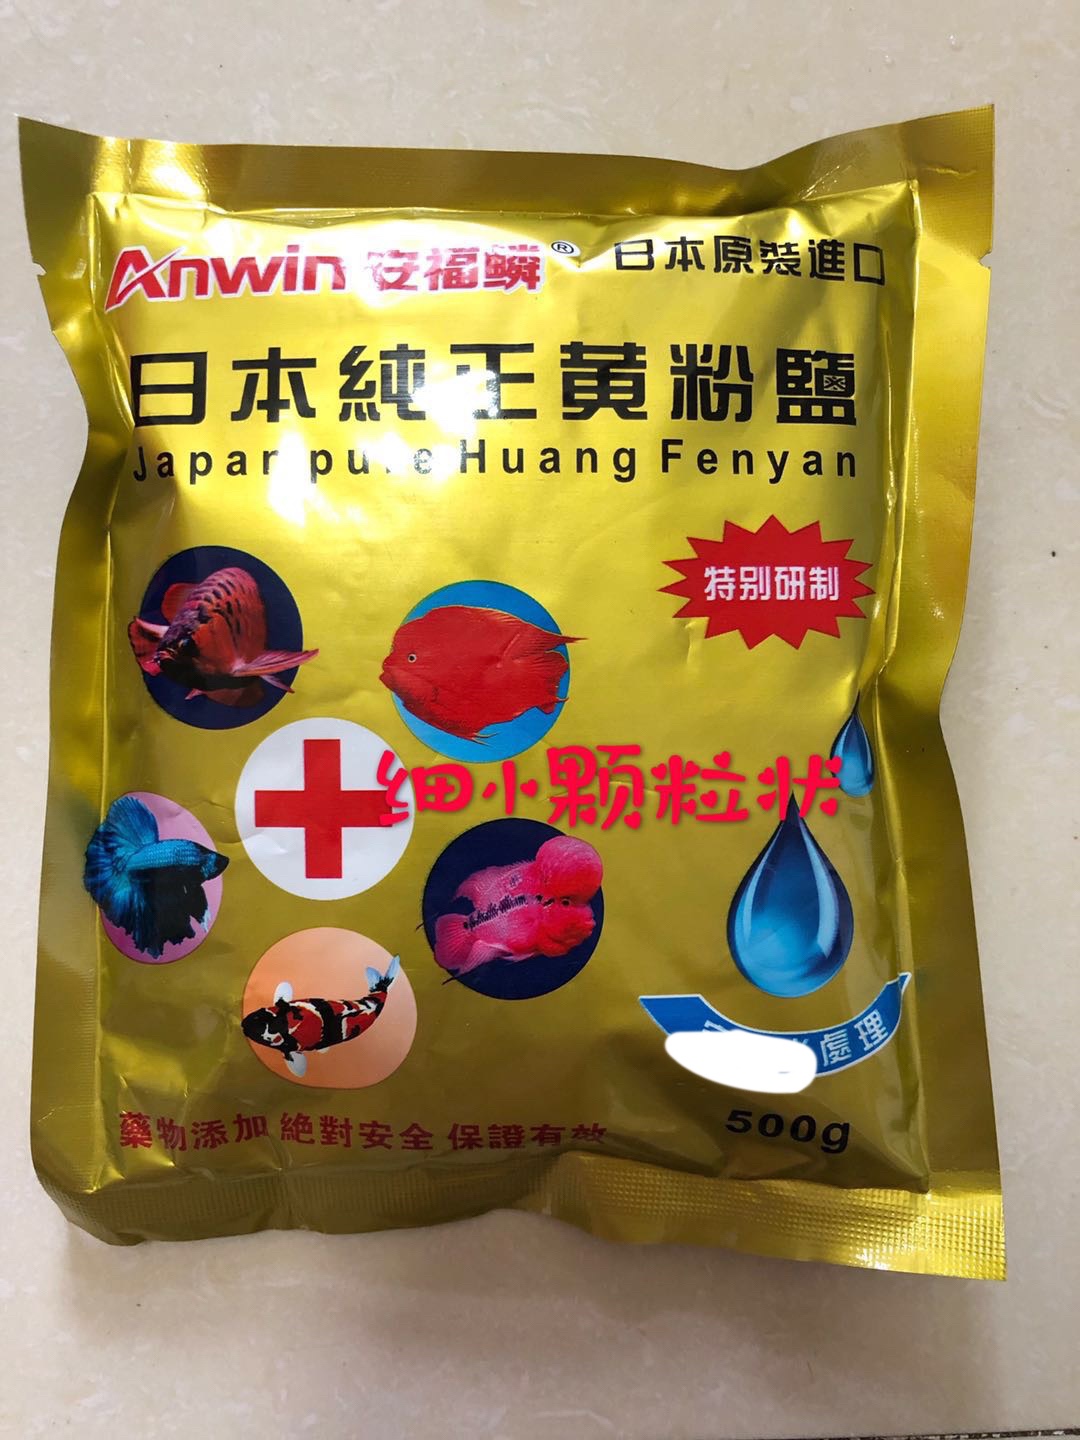 Anwin 安福鳞® 日本原裝進口
日本純正黄粉鹽
Japan pure Huang Fenyan
特别研制
细小颗粒状
處理
500g
藥物添加 絕對安全 保證有效